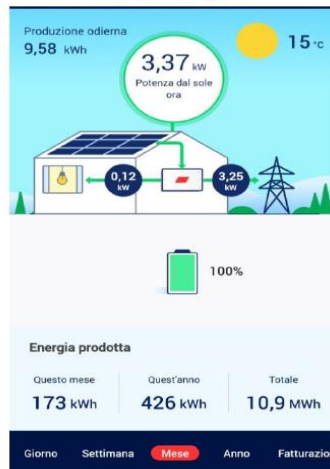 Produzione odierna
9,58 kWh
3,37 kW
Potenza dal sole
ora
15 °C
0,12
kW
3,25
kW
100%
Energia prodotta
Questo mese
173 kWh
Quest'anno
426 kWh
Totale
10,9 MWh
Giorno Settimana Mese Anno Fatturazio